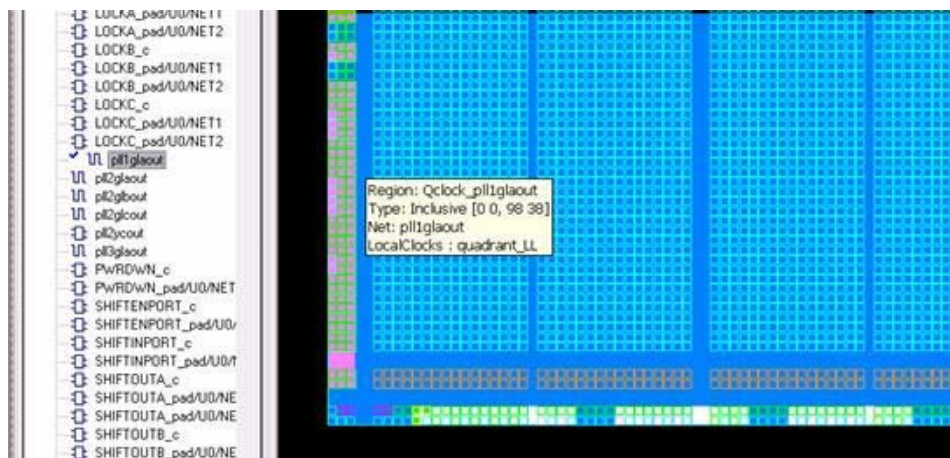 LOCKA_pad/U0/NET1
LOCKA_pad/U0/NET2
LOCKB_c
LOCKB_pad/U0/NET1
LOCKB_pad/U0/NET2
LOCKC_c
LOCKC_pad/U0/NET1
LOCKC_pad/U0/NET2
pll1glaout
pll2glaout
pll2glbout
pll2glcout
pll2ycout
pll3glaout
PWRDWN_c
PWRDWN_pad/U0/NET
SHIFTENPORT_c
SHIFTENPORT_pad/U0/
SHIFTINPORT_c
SHIFTINPORT_pad/U0/
SHIFTOUTA_c
SHIFTOUTA_pad/U0/NE
SHIFTOUTA_pad/U0/NE
SHIFTOUTB_c
SHIFTOUTB_pad/U0/NE
Region: Qclock_pll1glaout
Type: Inclusive [0 0, 98 38]
Net: pll1glaout
LocalClocks : quadrant_LL